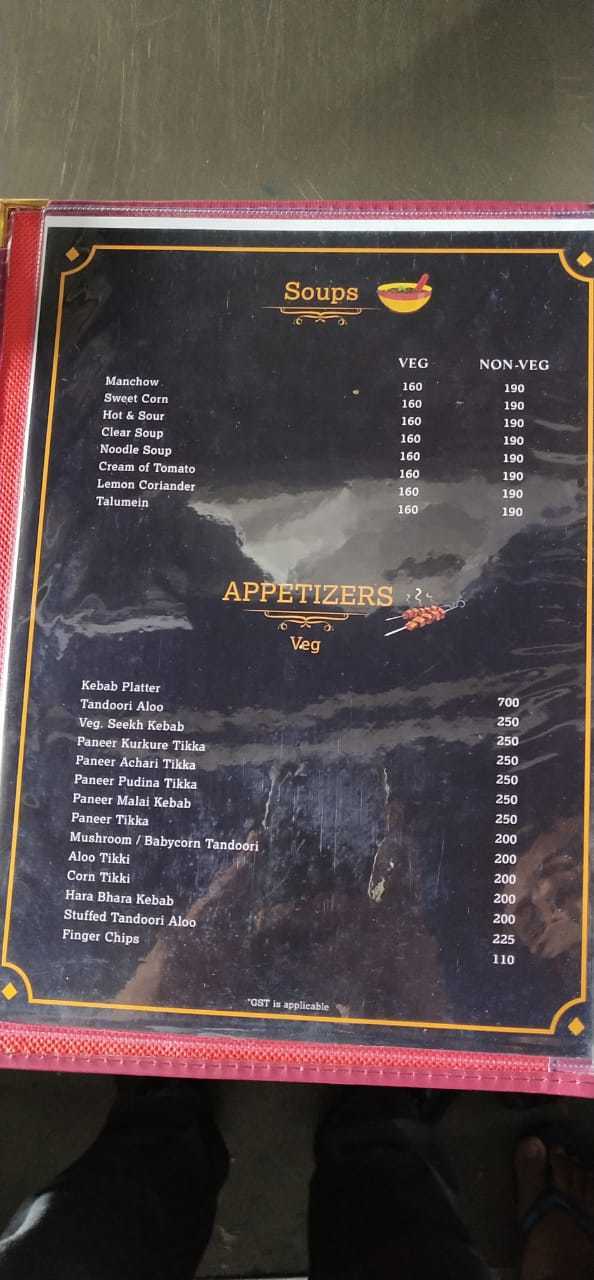 Soups
VEG NON-VEG
Manchow 160 190
Sweet Corn 160 190
Hot & Sour 160 190
Clear Soup 160 190
Noodle Soup 160 190
Cream of Tomato 160 190
Lemon Coriander 160 190
Talumein 160 190
APPETIZERS
Veg
Kebab Platter 700
Tandoori Aloo 250
Veg. Seekh Kebab 250
Paneer Kurkure Tikka 250
Paneer Achari Tikka 250
Paneer Pudina Tikka 250
Paneer Malai Kebab 250
Paneer Tikka 200
Mushroom / Babycorn Tandoori 200
Aloo Tikki 200
Corn Tikki 200
Hara Bhara Kebab 200
Stuffed Tandoori Aloo 225
Finger Chips 110
*GST is applicable